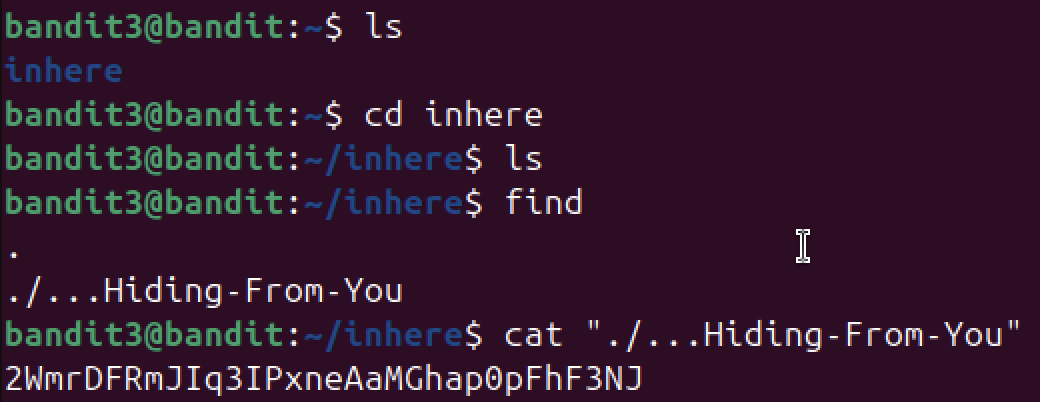 bandit3@bandit:~$ ls
inhere
bandit3@bandit:~$ cd inhere
bandit3@bandit:~/inhere$ ls
bandit3@bandit:~/inhere$ find
.
./...Hiding-From-You
bandit3@bandit:~/inhere$ cat "./...Hiding-From-You"
2WmrDFRmJIq3IPxneAaMGhap0pFhF3NJ